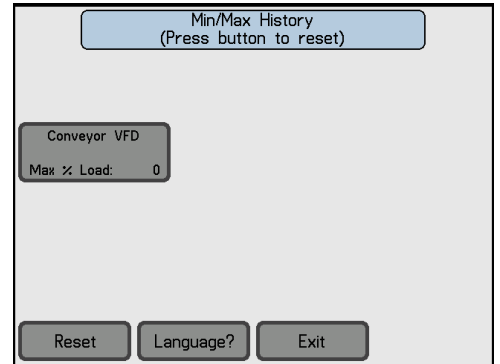 Min/Max History
(Press button to reset)
Conveyor VFD
Max % Load: 0
Reset
Language?
Exit